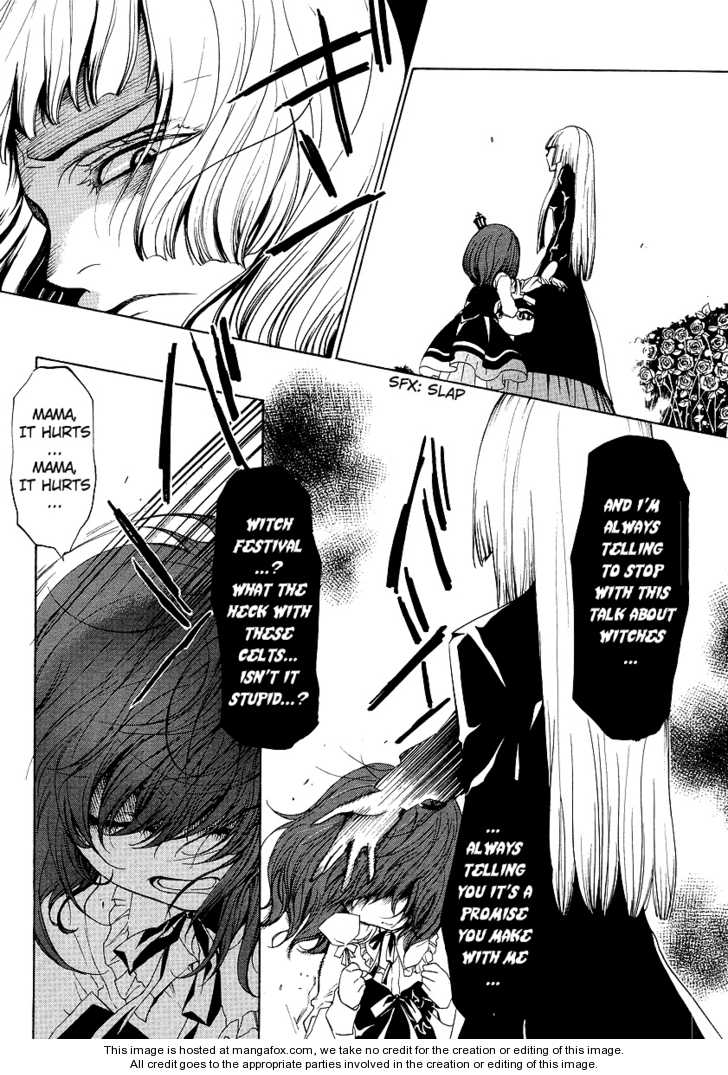 SFX: SLAP
AND I'M
ALWAYS
TELLING
TO STOP
WITH THIS
TALK ABOUT
WITCHES
...
WITCH
FESTIVAL
...?
WHAT THE
HECK WITH
THESE
CELTS...
ISN'T IT
STUPID...?
MAMA,
IT HURTS
...
MAMA,
IT HURTS
...
...
ALWAYS
TELLING
YOU IT'S A
PROMISE
YOU MAKE
WITH ME
...
This image is hosted at mangafox.com, we take no credit for the creation or editing of this image.
All credit goes to the appropriate parties involved in the creation or editing of this image.